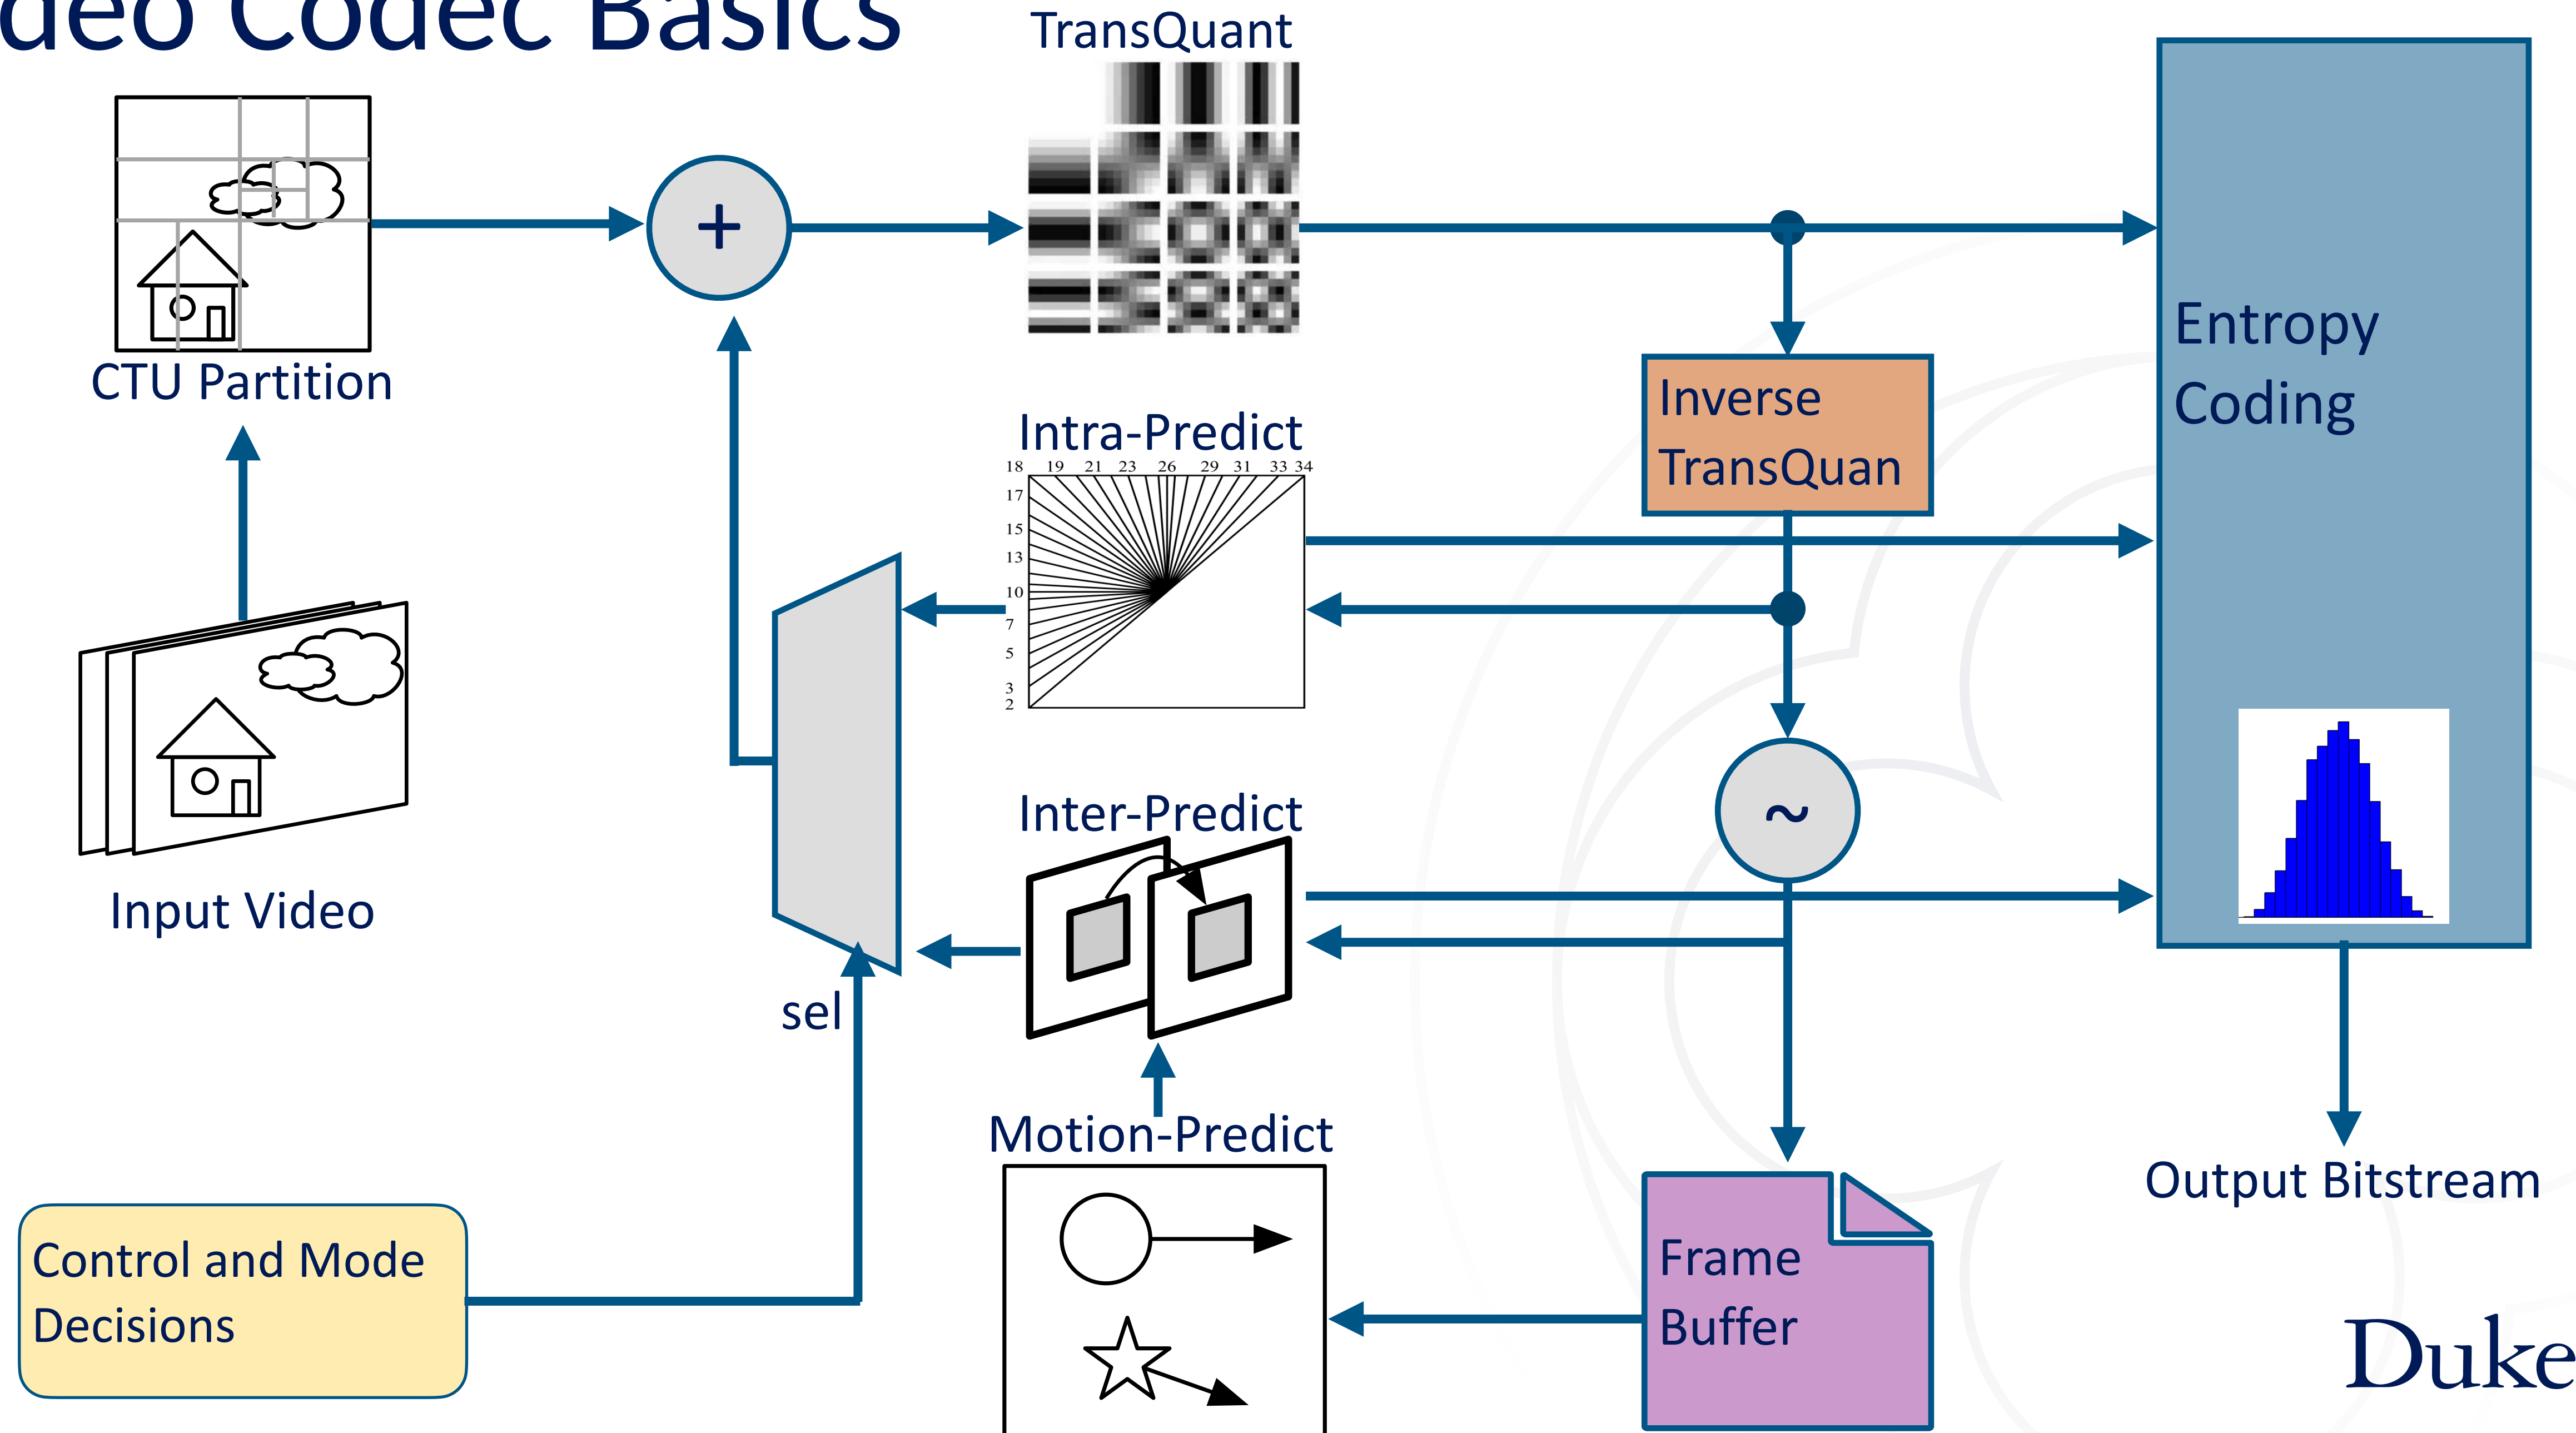 deo Codec Basics
TransQuant
+
CTU Partition
Entropy
Coding
Inverse
TransQuan
Intra-Predict
18 19 21 23 26 29 31 33 34
17
15
13
10
7
5
3
2
Inter-Predict
~
Input Video
sel
Motion-Predict
Output Bitstream
Control and Mode
Decisions
Frame
Buffer
Duke